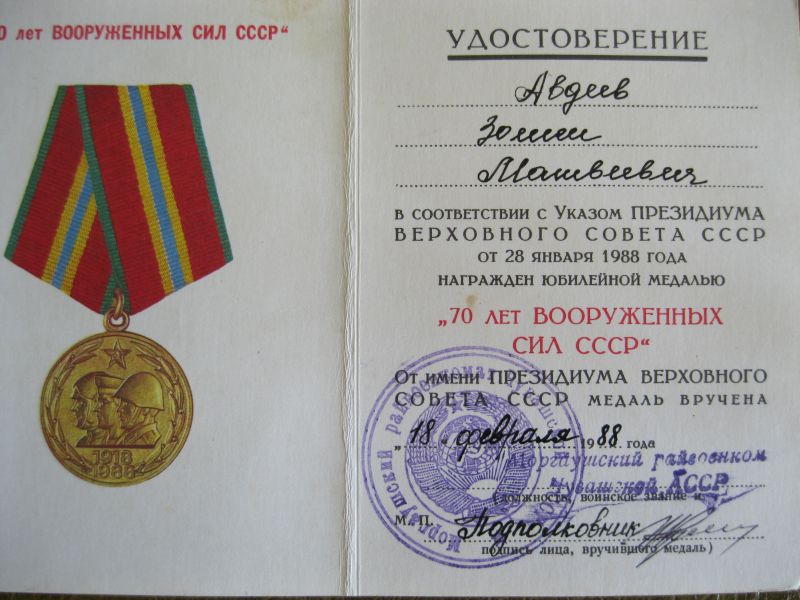 0 лет ВООРУЖЕННЫХ СИЛ СССР“
1918
1988
УДОСТОВЕРЕНИЕ
Авдеев
Зотик
Матвеевич
в соответствии с Указом ПРЕЗИДИУМА
ВЕРХОВНОГО СОВЕТА СССР
от 28 января 1988 года
награжден юбилейной медалью
„70 лет ВООРУЖЕННЫХ
СИЛ СССР“
От имени ПРЕЗИДИУМА ВЕРХОВНОГО
СОВЕТА СССР медаль вручена
„18“ февраля 1988 года
Моргаушский райвоенком
Чувашской АССР
(должность, воинское звание и
М. П. Подполковник
подпись лица, вручившего медаль)